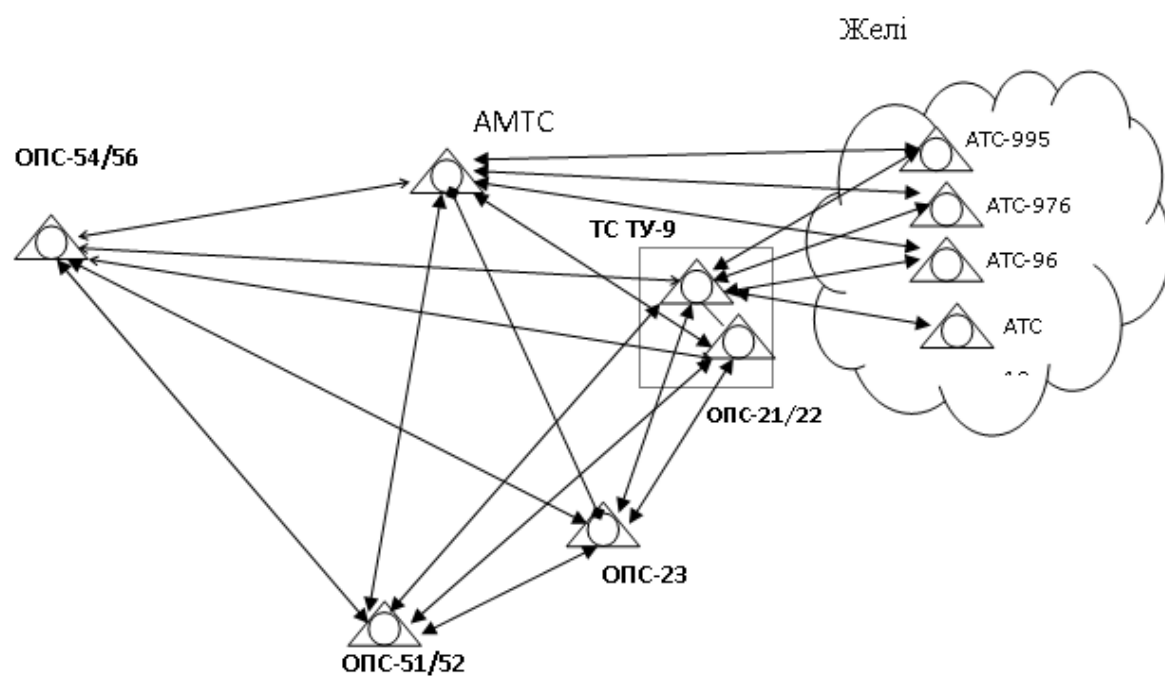 Желі
АМТС
АТС-995
ОПС-54/56
АТС-976
ТС ТУ-9
АТС-96
АТС
ОПС-21/22
ОПС-23
ОПС-51/52